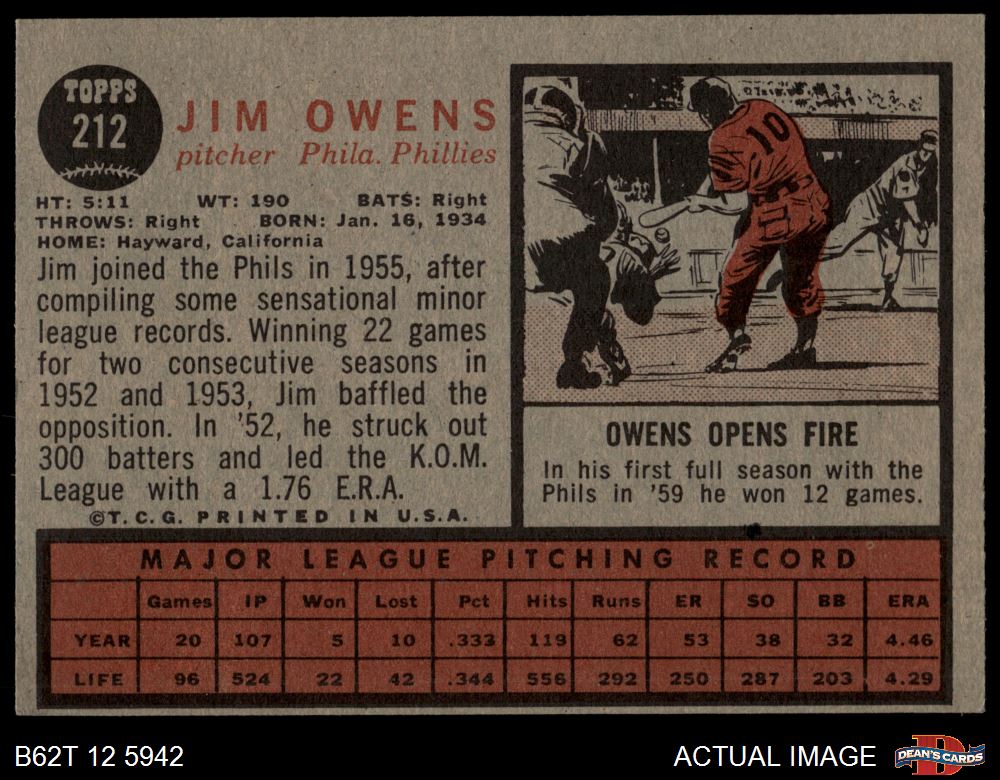 TOPPS
212
JIM OWENS
pitcher Phila. Phillies
HT: 5:11 WT: 190 BATS: Right
THROWS: Right BORN: Jan. 16, 1934
HOME: Hayward, California
Jim joined the Phils in 1955, after
compiling some sensational minor
league records. Winning 22 games
for two consecutive seasons in
1952 and 1953, Jim baffled the
opposition. In '52, he struck out
300 batters and led the K.O.M.
League with a 1.76 E.R.A.
©T.C.G. PRINTED IN U.S.A.
10
OWENS OPENS FIRE
In his first full season with the
Phils in '59 he won 12 games.
MAJOR LEAGUE PITCHING RECORD
Games IP Won Lost Pct Hits Runs ER SO BB ERA
YEAR 20 107 5 10 .333 119 62 53 38 32 4.46
LIFE 96 524 22 42 .344 556 292 250 287 203 4.29
B62T 12 5942
ACTUAL IMAGE
DEAN'S CARDS